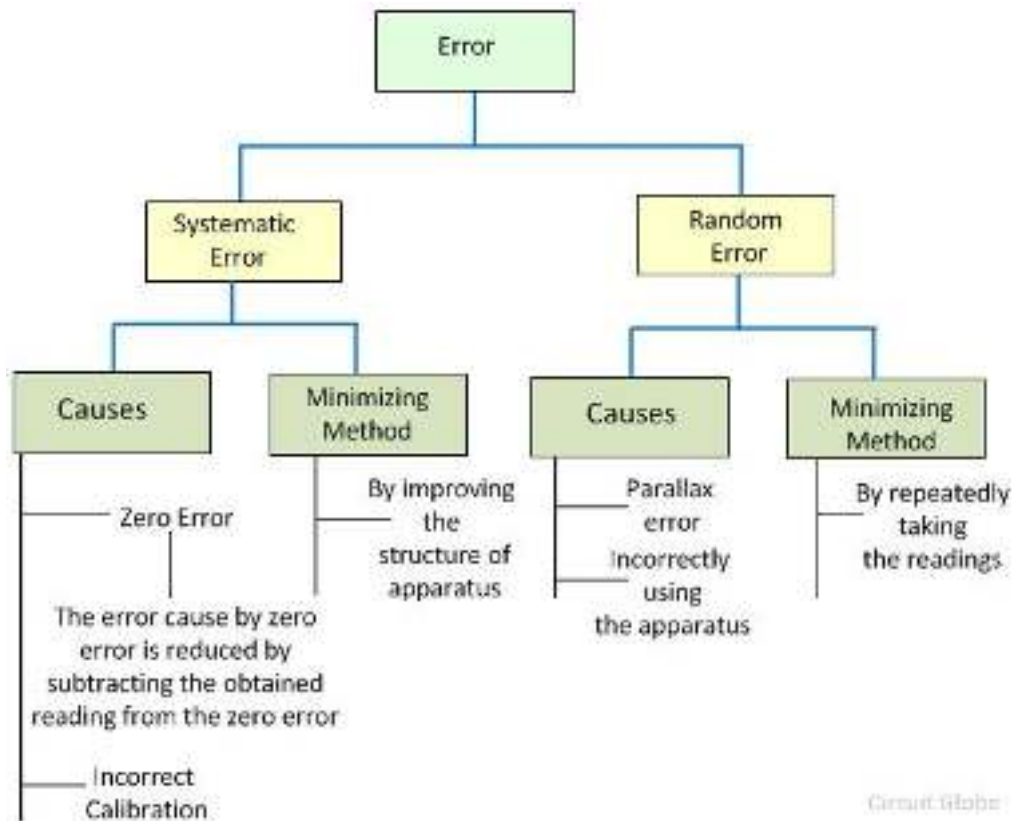 Error
Systematic
Error
Random
Error
Causes
Minimizing
Method
Causes
Minimizing
Method
Zero Error
The error cause by zero
error is reduced by
subtracting the obtained
reading from the zero error
Incorrect
Calibration
By improving
the
structure of
apparatus
Parallax
error
Incorrectly
using
the apparatus
By repeatedly
taking
the readings
Circuit Globe